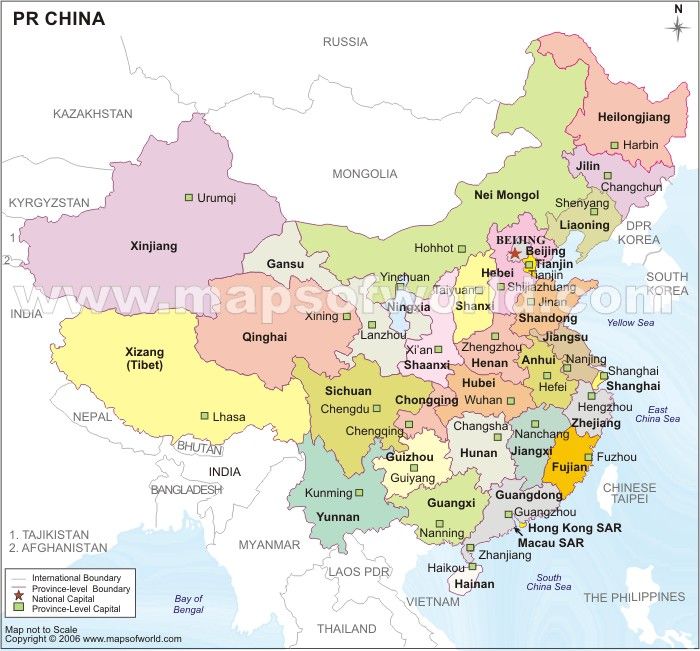 PR CHINA
N
RUSSIA
KAZAKHSTAN
MONGOLIA
KYRGYZSTAN
1
2
INDIA
Heilongjiang
Harbin
Jilin
Changchun
Nei Mongol
Shenyang
Liaoning
DPR
KOREA
SOUTH
KOREA
Urumqi
Xinjiang
Gansu
Hohhot
BEIJING
Beijing
Tianjin
Tianjin
Hebei
Shijiazhuang
Yinchuan
Taiyuan
Shanxi
Ningxia
Jinan
Shandong
www.mapsofworld.com
Yellow Sea
Xining
Qinghai
Lanzhou
Xizang
(Tibet)
Xi'an
Shaanxi
Zhengzhou
Henan
Jiangsu
Anhui
Nanjing
Hefei
Shanghai
Shanghai
Sichuan
Chengdu
Chongqing
Chengqing
Hubei
Wuhan
Hengzhou
Zhejiang
East
China Sea
Lhasa
NEPAL
BHUTAN
INDIA
BANGLADESH
Changsha
Hunan
Nanchang
Jiangxi
Guizhou
Guiyang
Fujian
Fuzhou
Kunming
Yunnan
Guangxi
Nanning
Guangdong
Guangzhou
CHINESE
TAIPEI
Hong Kong SAR
Macau SAR
Zhanjiang
Haikou
Hainan
1. TAJIKISTAN
2. AFGHANISTAN
MYANMAR
LAOS PDR
VIETNAM
THAILAND
Bay of
Bengal
South
China Sea
THE PHILIPPINES
International Boundary
Province-level Boundary
National Capital
Province-Level Capital
Map not to Scale
Copyright © 2006 www.mapsofworld.com